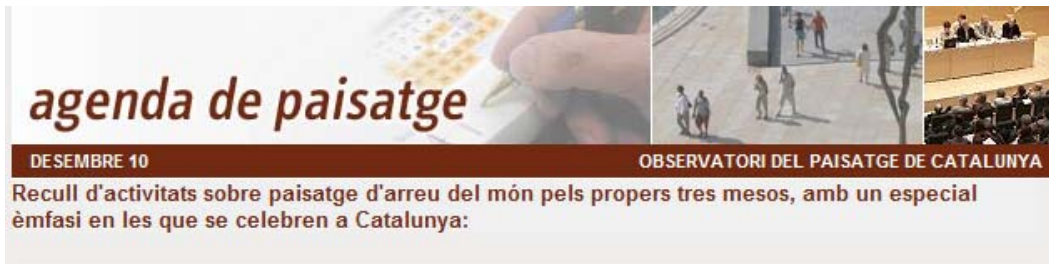 agenda de paisatge
DESEMBRE 10 OBSERVATORI DEL PAISATGE DE CATALUNYA
Recull d'activitats sobre paisatge d'arreu del món pels propers tres mesos, amb un especial
èmfasi en les que se celebren a Catalunya: